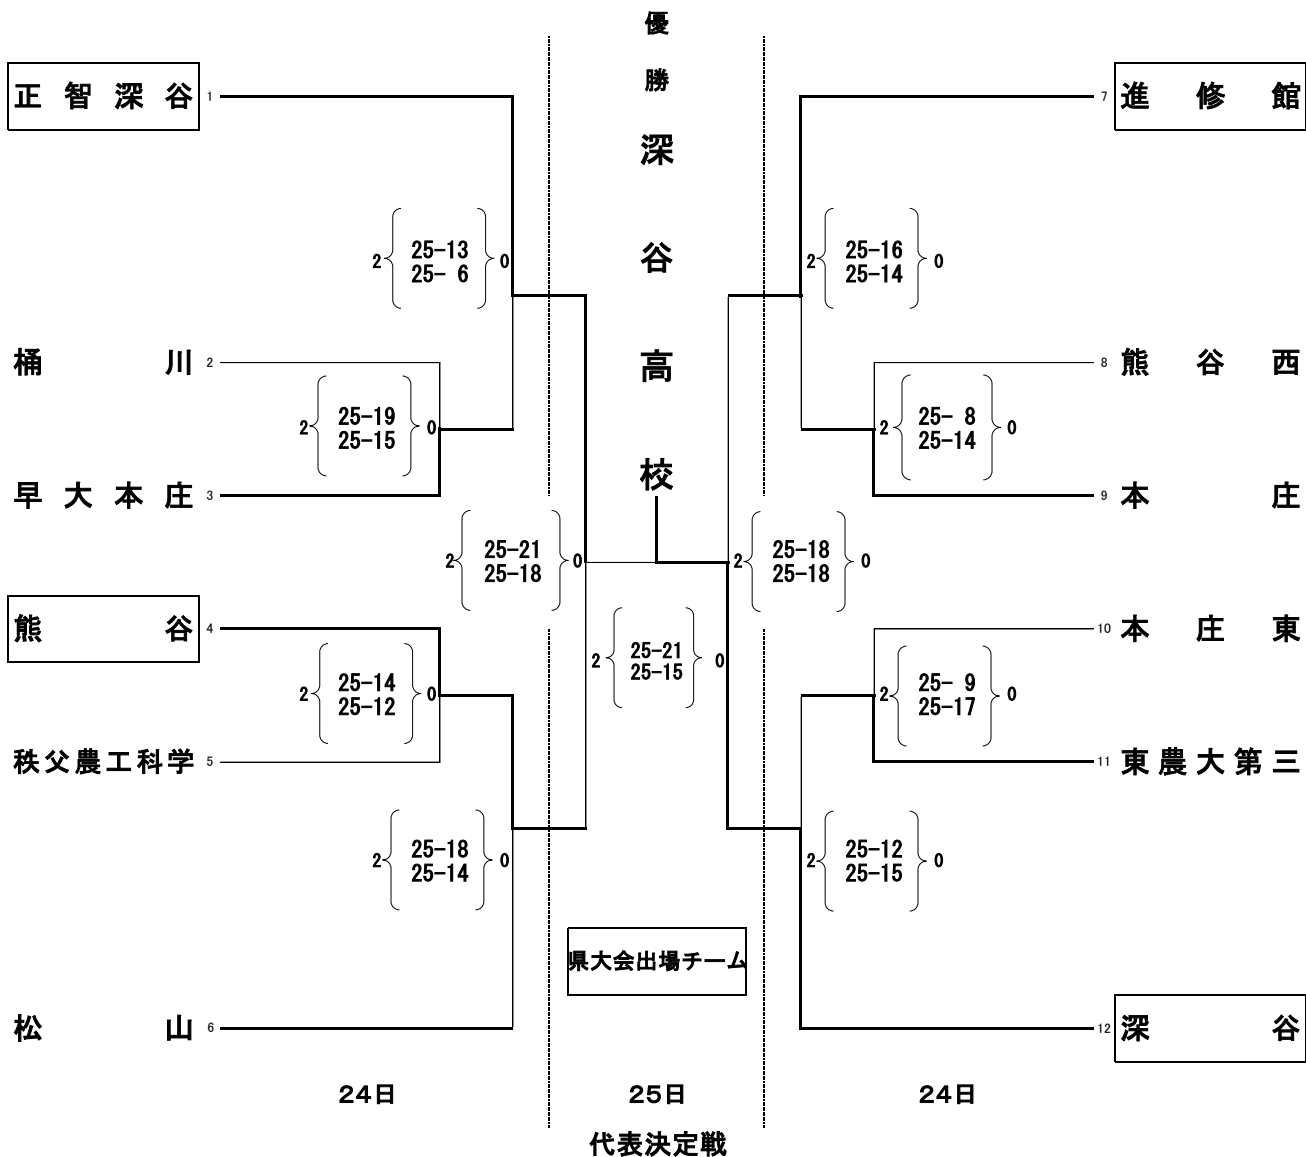 優勝
深谷高校
正智深谷 1
2 25-13 0
25- 6
桶川 2
2 25-19 0
25-15
早大本庄 3
2 25-21 0
25-18
熊谷 4
2 25-14 0
25-12
秩父農工科学 5
2 25-18 0
25-14
松山 6
24日
2 25-21 0
25-15
県大会出場チーム
25日
代表決定戦
7 進修館
2 25-16 0
25-14
8 熊谷西
2 25- 8 0
25-14
9 本庄
2 25-18 0
25-18
10 本庄東
2 25- 9 0
25-17
11 東農大第三
2 25-12 0
25-15
12 深谷
24日